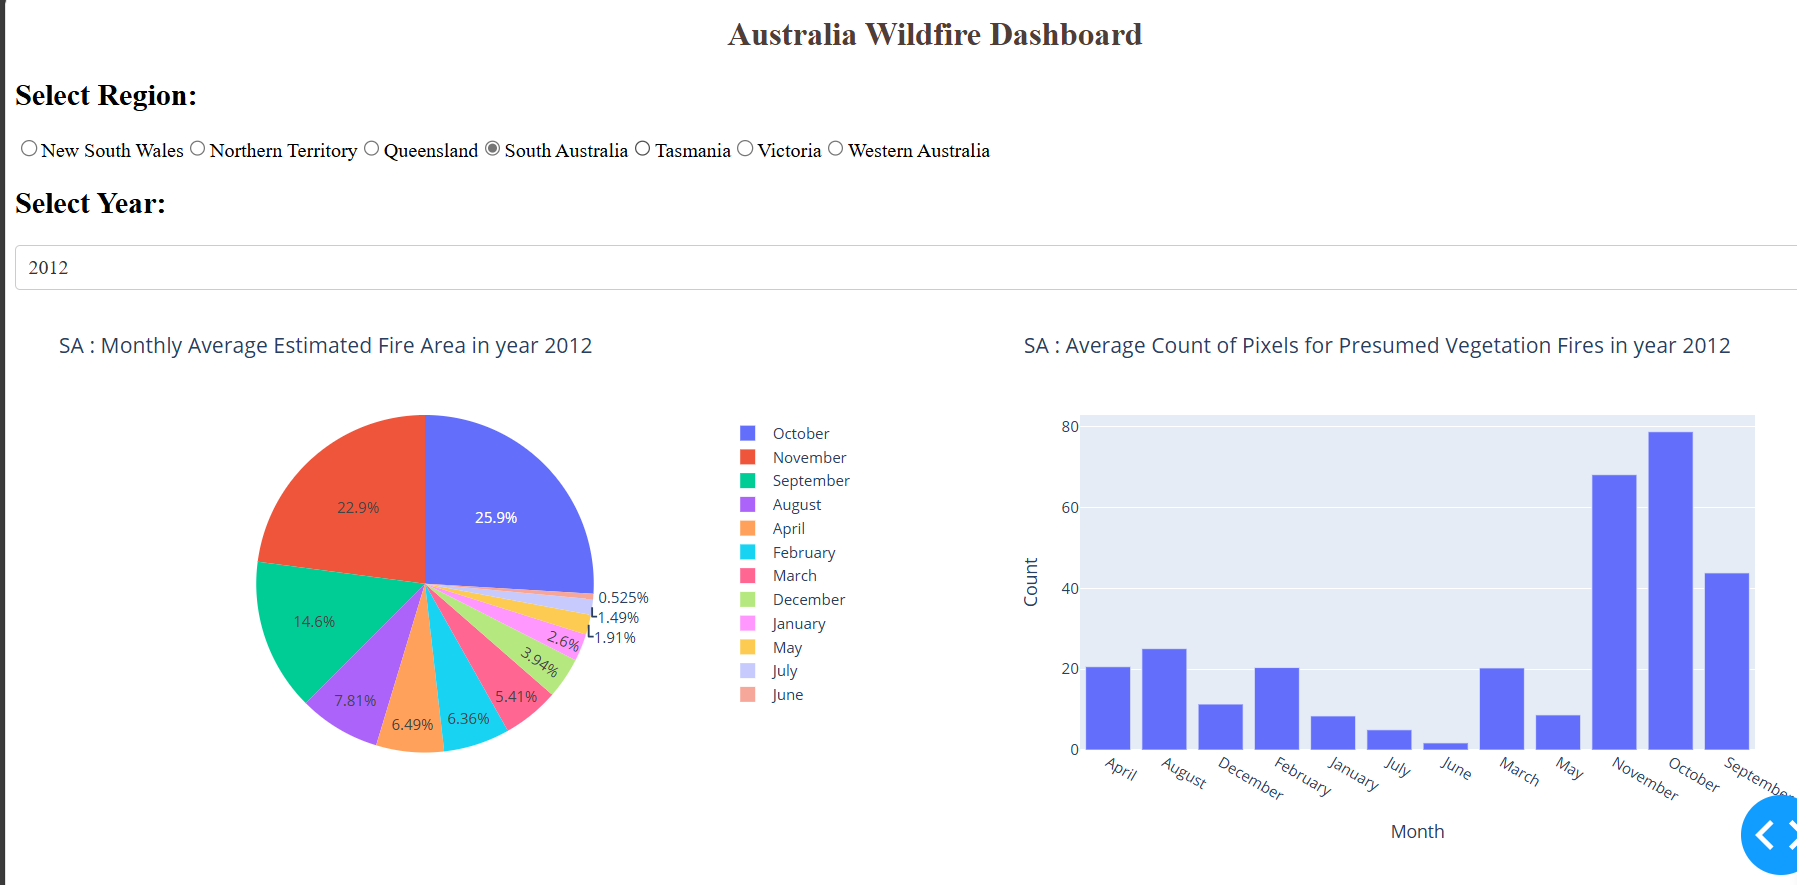 Australia Wildfire Dashboard
Select Region:
New South Wales Northern Territory Queensland South Australia Tasmania Victoria Western Australia
Select Year:
2012
SA : Monthly Average Estimated Fire Area in year 2012
25.9%
22.9%
14.6%
7.81%
6.49%
6.36%
5.41%
3.94%
2.6%
1.91%
1.49%
0.525%
October
November
September
August
April
February
March
December
January
May
July
June
SA : Average Count of Pixels for Presumed Vegetation Fires in year 2012
Count
80
60
40
20
0
April August December February January July June March May November October September
Month